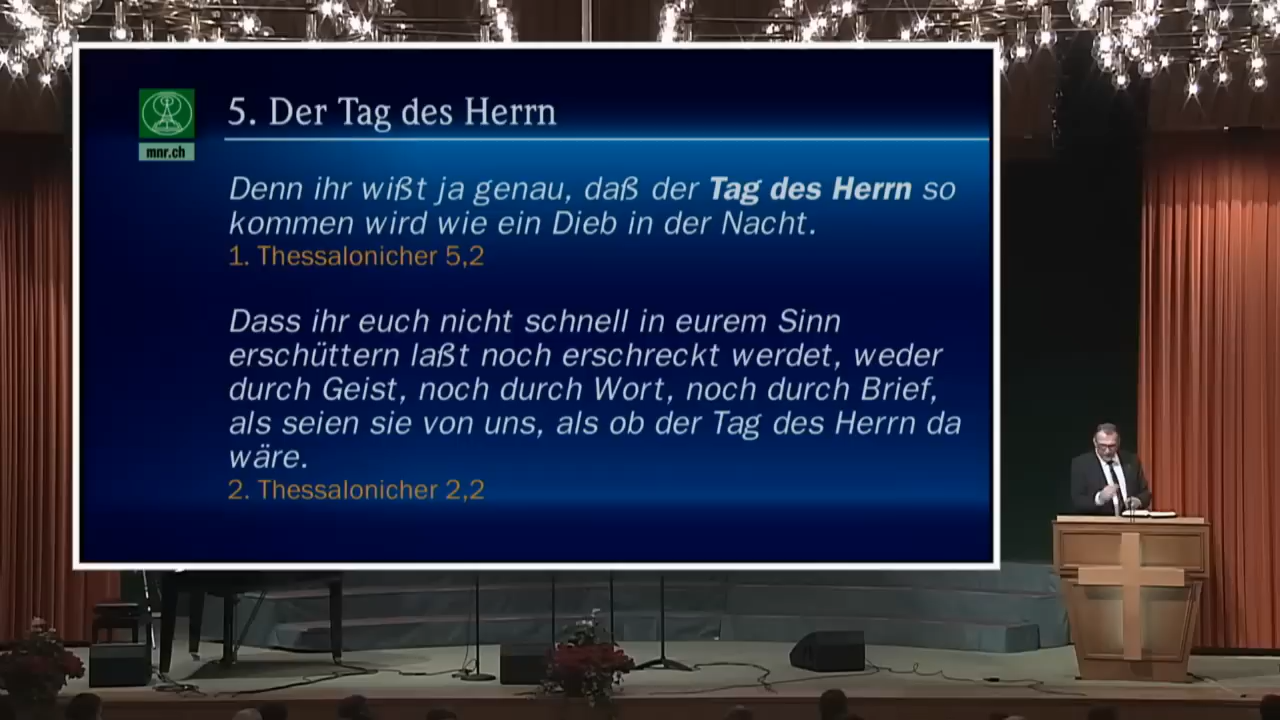 5. Der Tag des Herrn
mnr.ch
Denn ihr wißt ja genau, daß der Tag des Herrn so
kommen wird wie ein Dieb in der Nacht.
1. Thessalonicher 5,2
Dass ihr euch nicht schnell in eurem Sinn
erschüttern laßt noch erschreckt werdet, weder
durch Geist, noch durch Wort, noch durch Brief,
als seien sie von uns, als ob der Tag des Herrn da
wäre.
2. Thessalonicher 2,2